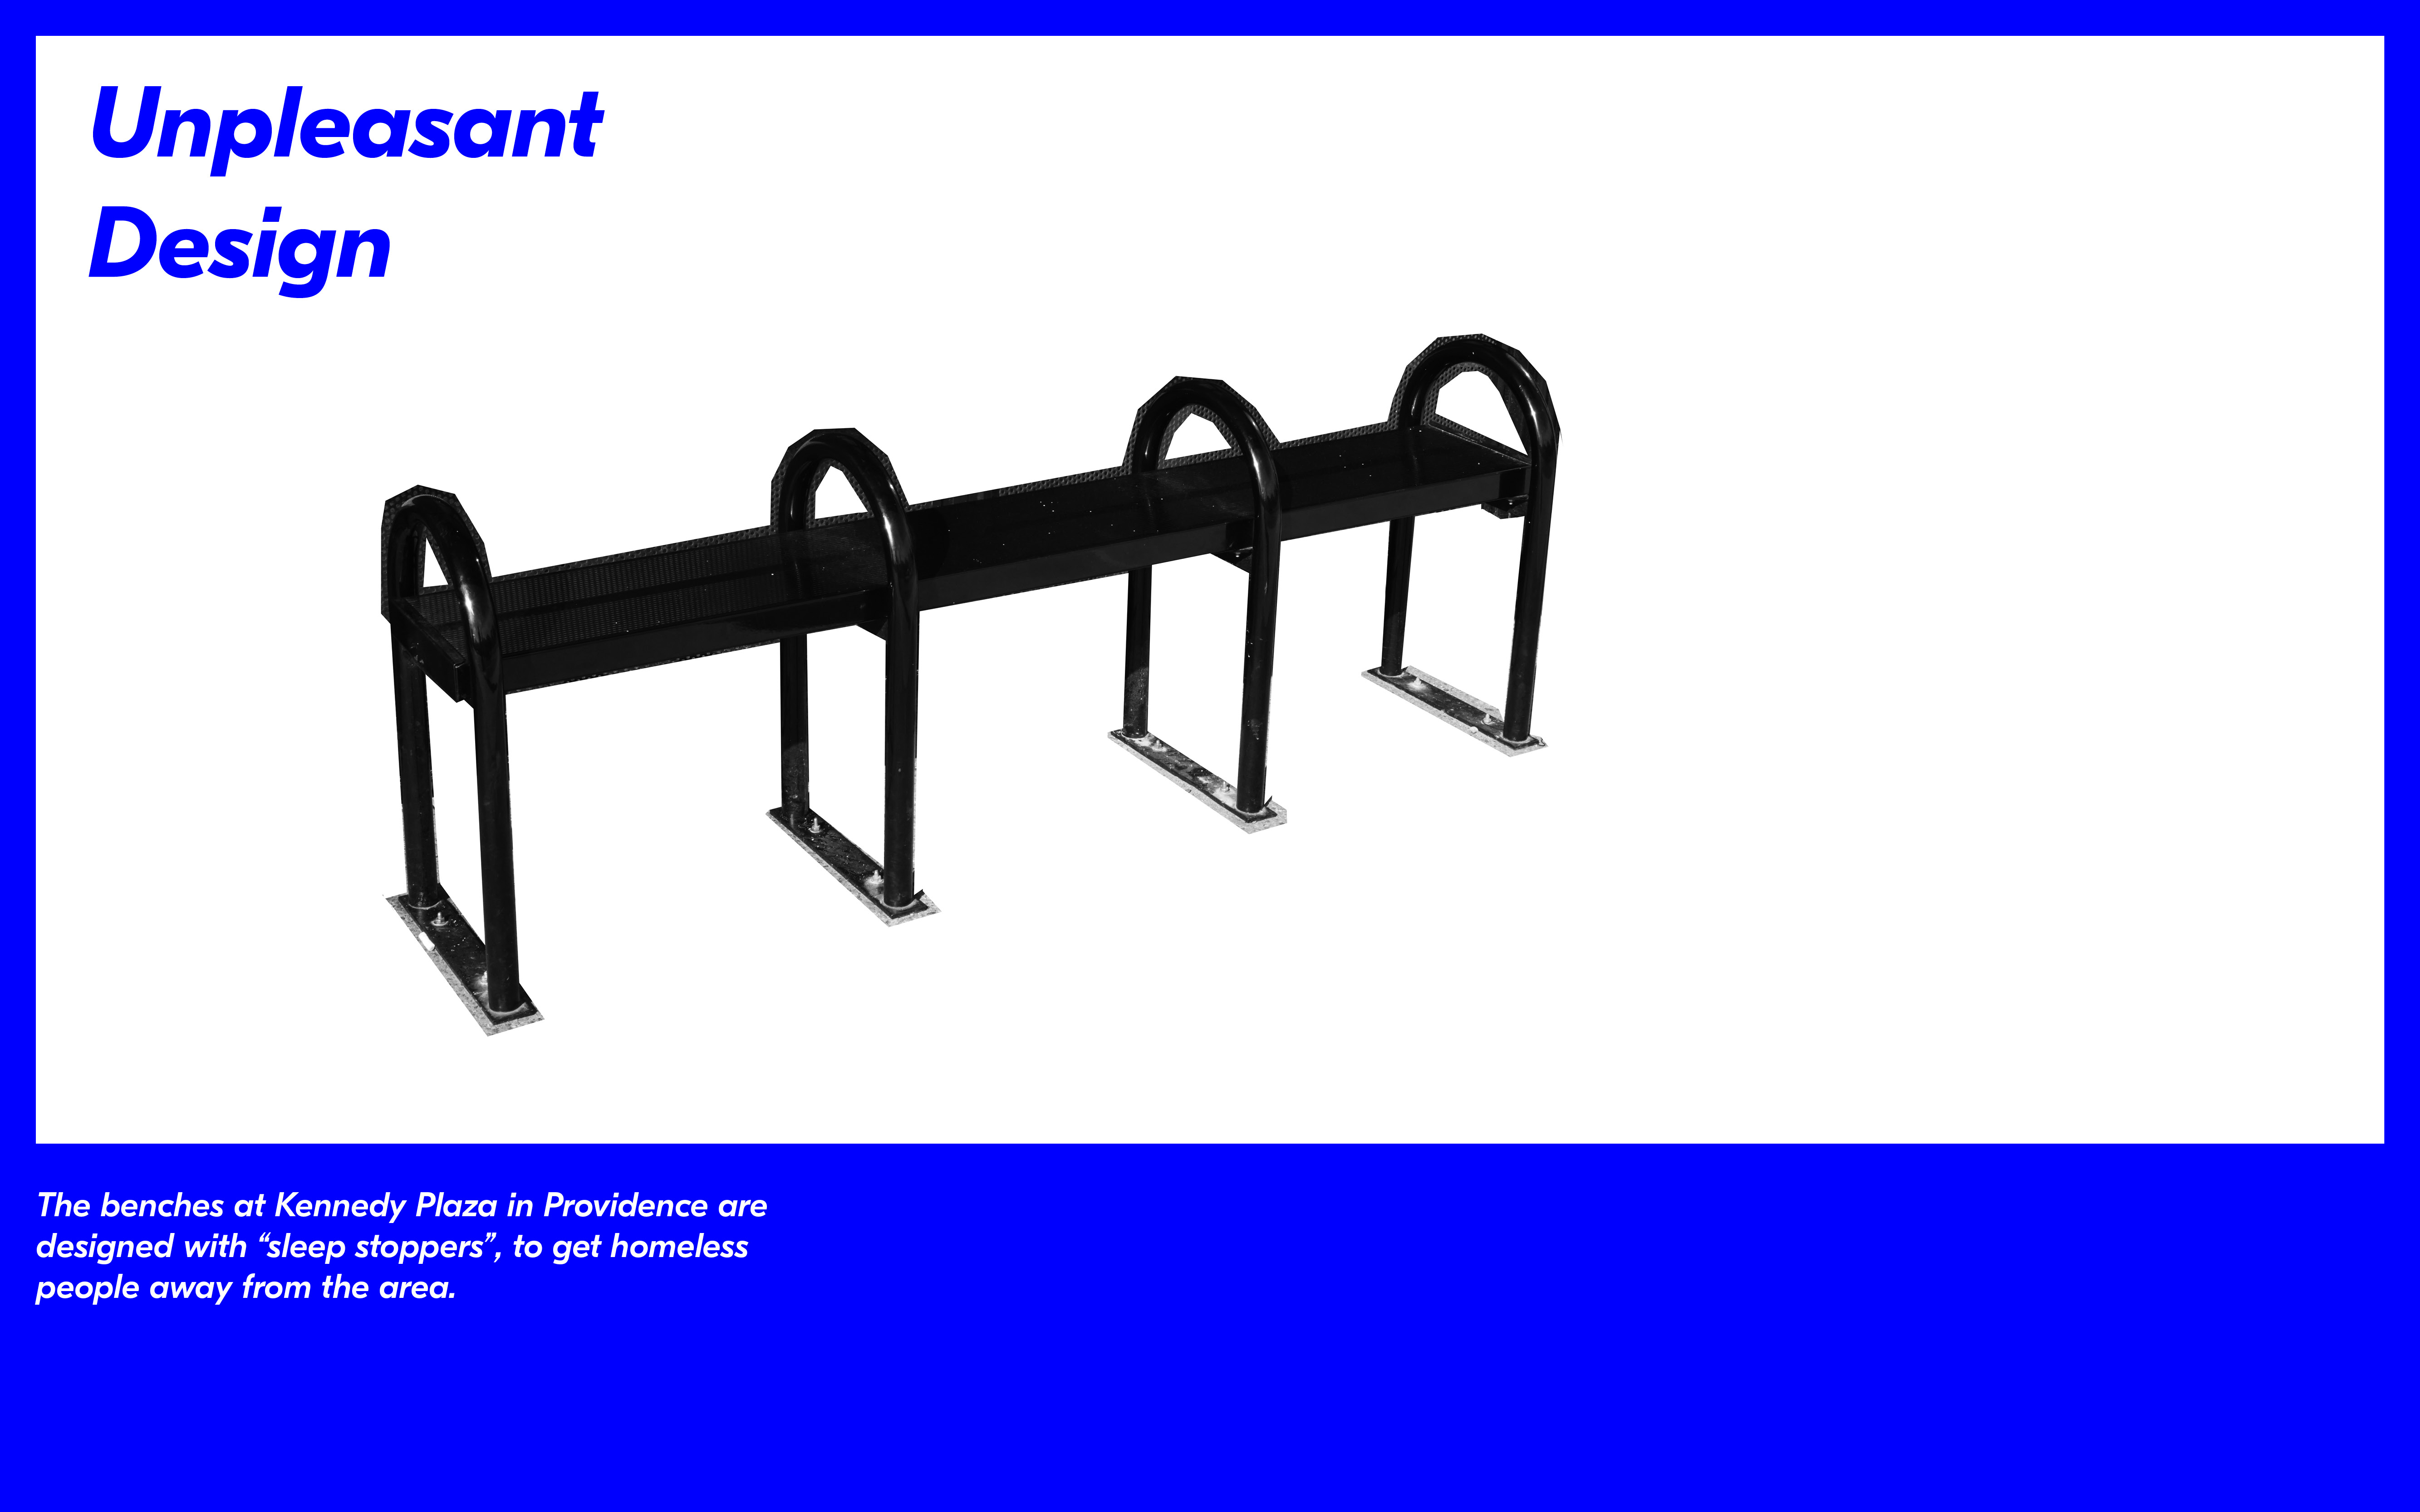 Unpleasant
Design
The benches at Kennedy Plaza in Providence are
designed with “sleep stoppers”, to get homeless
people away from the area.